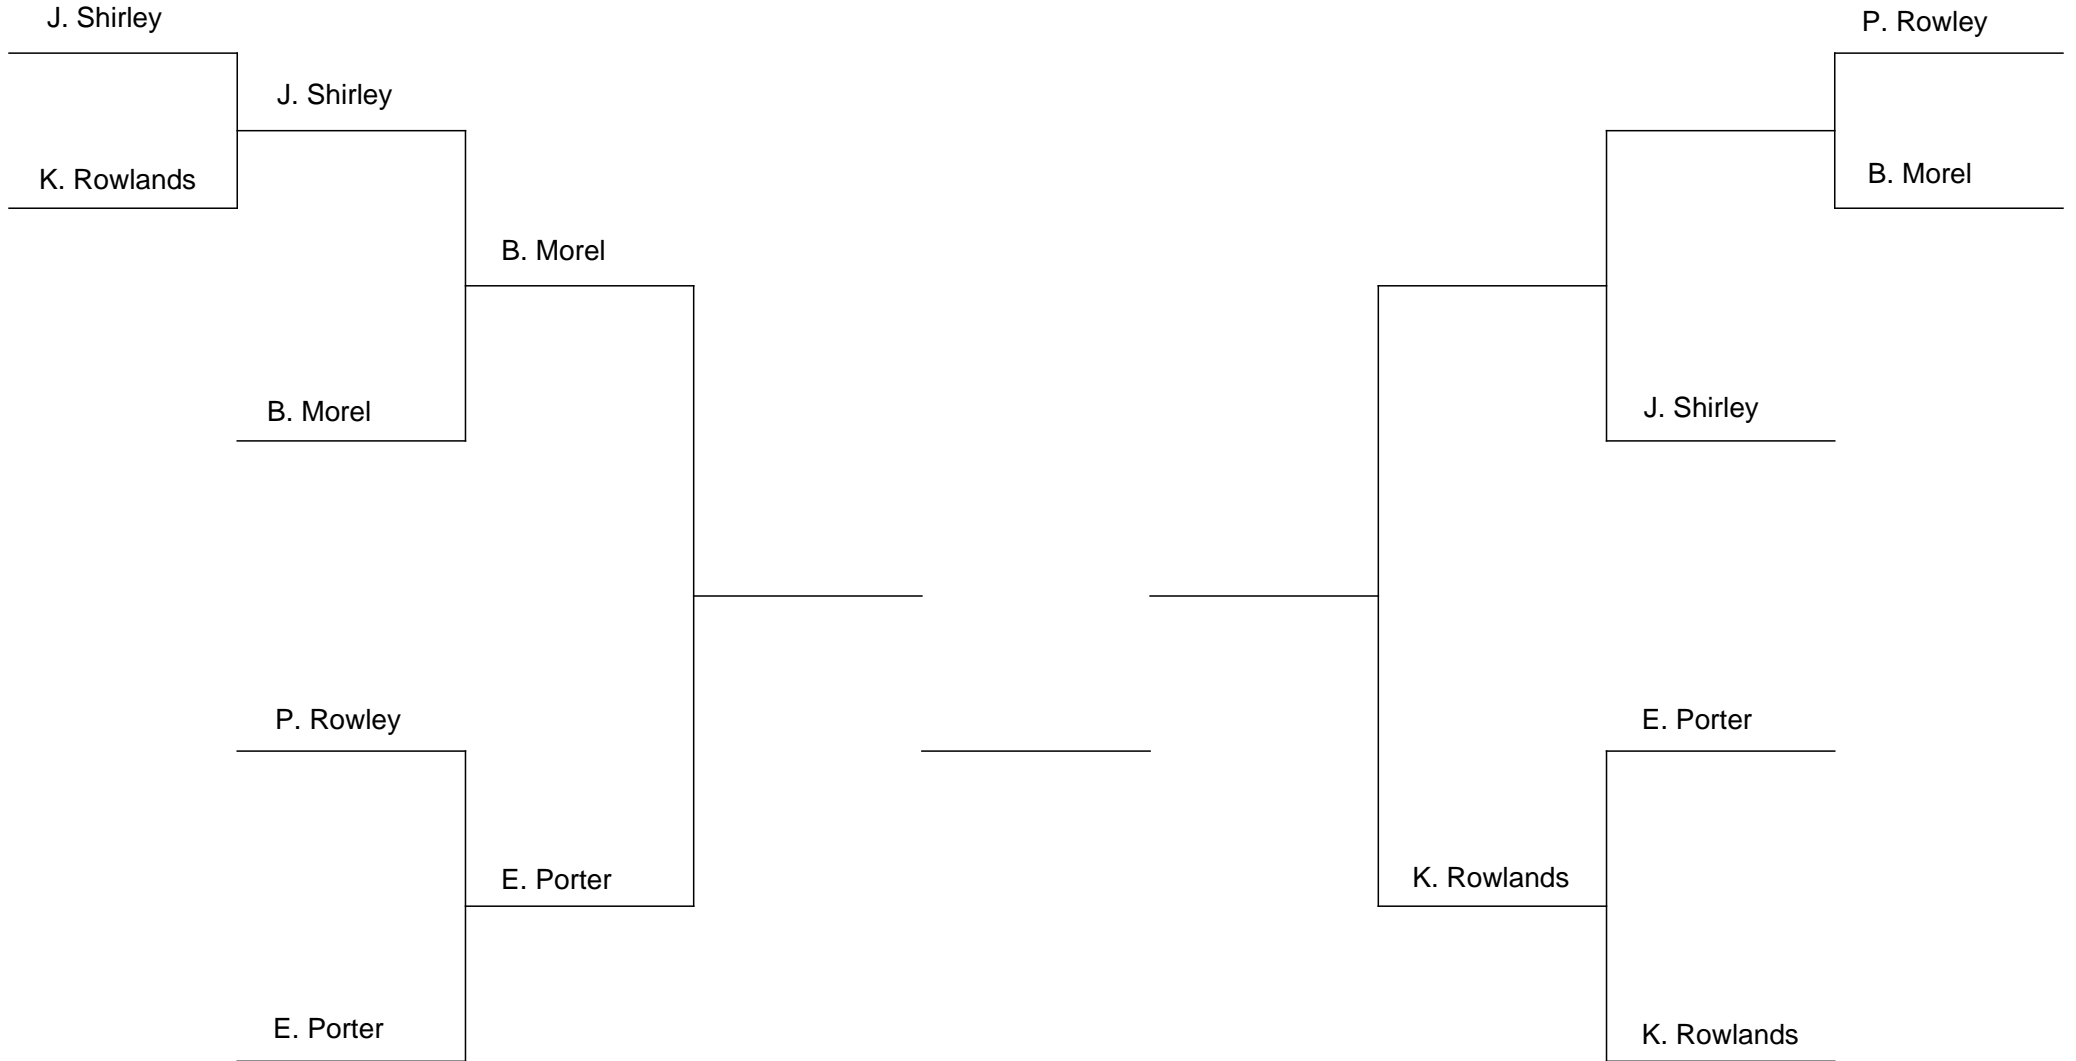 J. Shirley
P. Rowley
J. Shirley
K. Rowlands
B. Morel
B. Morel
B. Morel
J. Shirley
P. Rowley
E. Porter
E. Porter
K. Rowlands
E. Porter
K. Rowlands